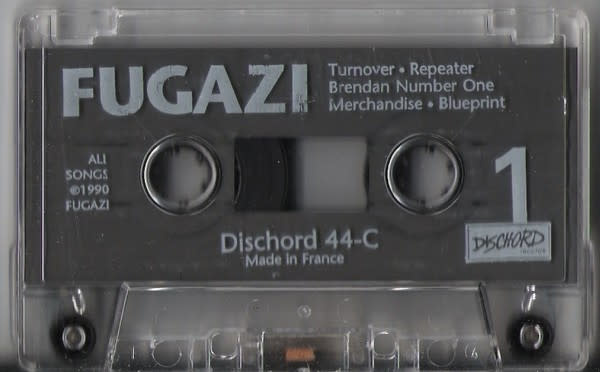 FUGAZI
Turnover • Repeater
Brendan Number One
Merchandise • Blueprint
ALL
SONGS
©1990
FUGAZI
1
DISCHORD
Dischord 44-C
Made in France